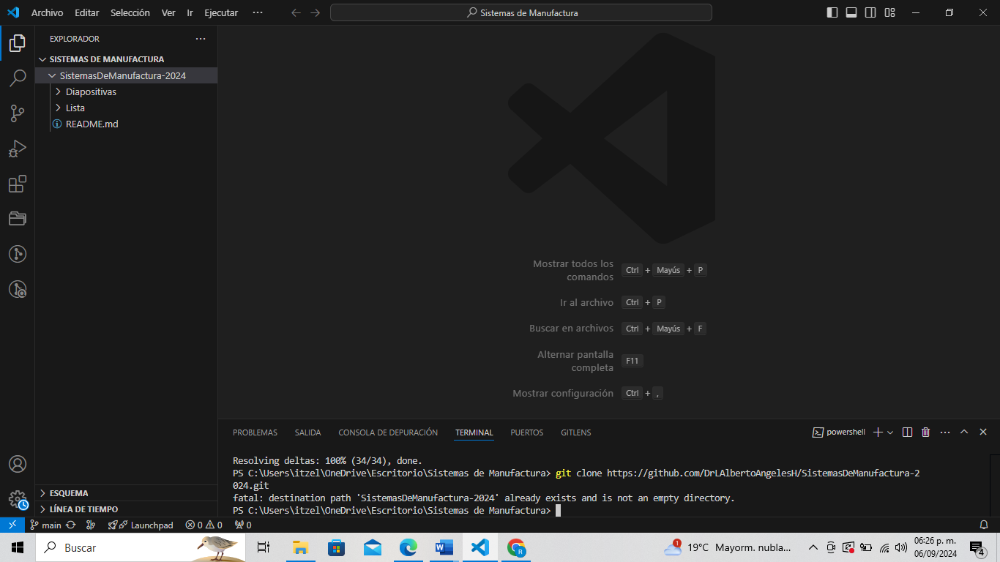 Archivo Editar Selección Ver Ir Ejecutar ···
Sistemas de Manufactura
EXPLORADOR ···
SISTEMAS DE MANUFACTURA
SistemasDeManufactura-2024
Diapositivas
Lista
README.md
Mostrar todos los
comandos
Ctrl + Mayús + P
Ir al archivo Ctrl + P
Buscar en archivos Ctrl + Mayús + F
Alternar pantalla
completa
F11
Mostrar configuración Ctrl + ,
PROBLEMAS SALIDA CONSOLA DE DEPURACIÓN TERMINAL PUERTOS GITLENS
powershell
Resolving deltas: 100% (34/34), done.
PS C:\Users\itzel\OneDrive\Escritorio\Sistemas de Manufactura> git clone https://github.com/DrLAlbertoAngelesH/SistemasDeManufactura-2
024.git
fatal: destination path 'SistemasDeManufactura-2024' already exists and is not an empty directory.
PS C:\Users\itzel\OneDrive\Escritorio\Sistemas de Manufactura>
ESQUEMA
LÍNEA DE TIEMPO
main Launchpad 0 0 0
Buscar
19°C Mayorm. nubla...
1
06:26 p. m.
06/09/2024
4